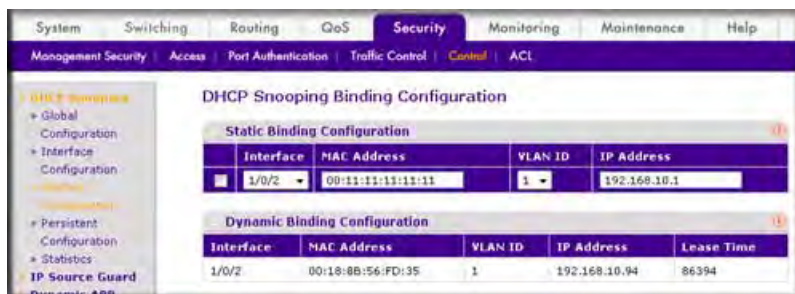 System Switching Routing QoS Security Monitoring Maintenance Help
Management Security Access Port Authentication Traffic Control Control ACL
DHCP Snooping
Global
Configuration
Interface
Configuration
Persistent
Configuration
Statistics
IP Source Guard
Dynamic ARP
DHCP Snooping Binding Configuration
Static Binding Configuration
Interface MAC Address VLAN ID IP Address
1/0/2 00:11:11:11:11:11 1 192.168.10.1
Dynamic Binding Configuration
Interface MAC Address VLAN ID IP Address Lease Time
1/0/2 00:18:8B:56:FD:35 1 192.168.10.94 86394